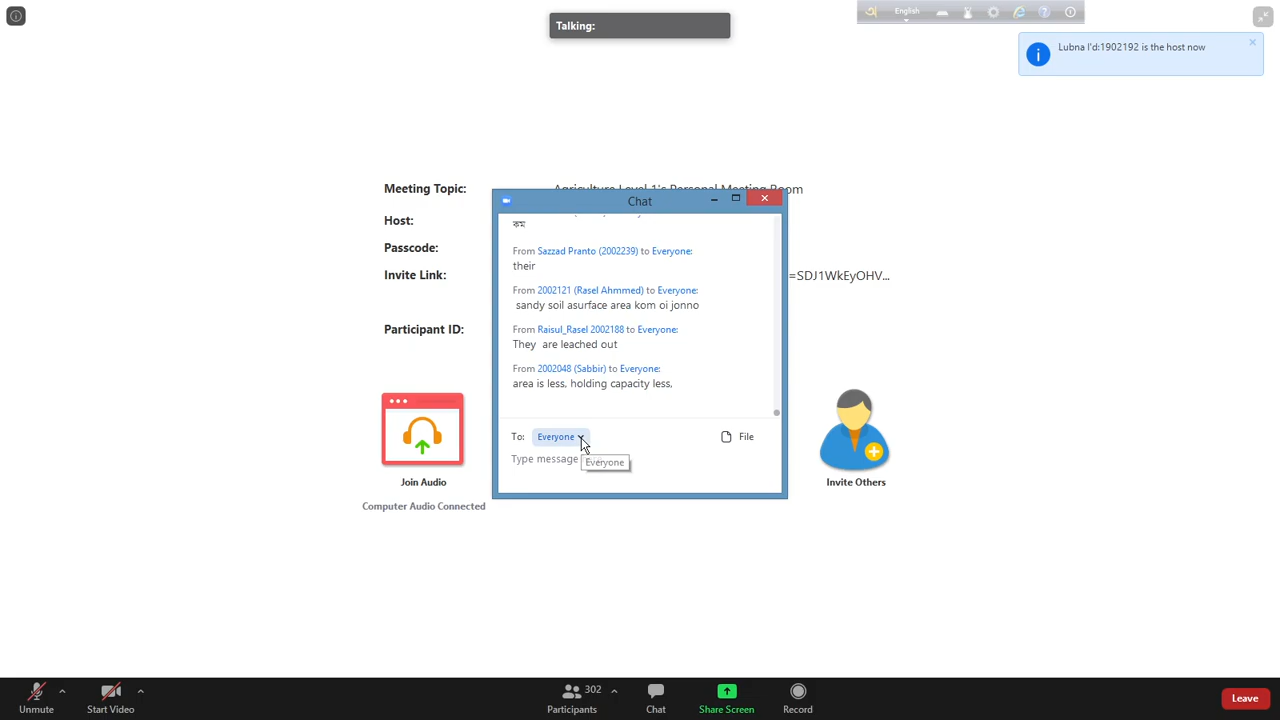 Talking:
English
Lubna I'd:1902192 is the host now
Meeting Topic:
Agriculture Level 1's Personal Meeting Room
Chat
Host:
কম
Passcode:
From Sazzad Pranto (2002239) to Everyone:
their
Invite Link:
=SDJ1WkEyOHV...
From 2002121 (Rasel Ahmmed) to Everyone:
sandy soil asurface area kom oi jonno
Participant ID:
From Raisul_Rasel 2002188 to Everyone:
They are leached out
From 2002048 (Sabbir) to Everyone:
area is less, holding capacity less,
To: Everyone
File
Type message
Everyone
Join Audio
Invite Others
Computer Audio Connected
302
Unmute
Start Video
Participants
Chat
Share Screen
Record
Leave